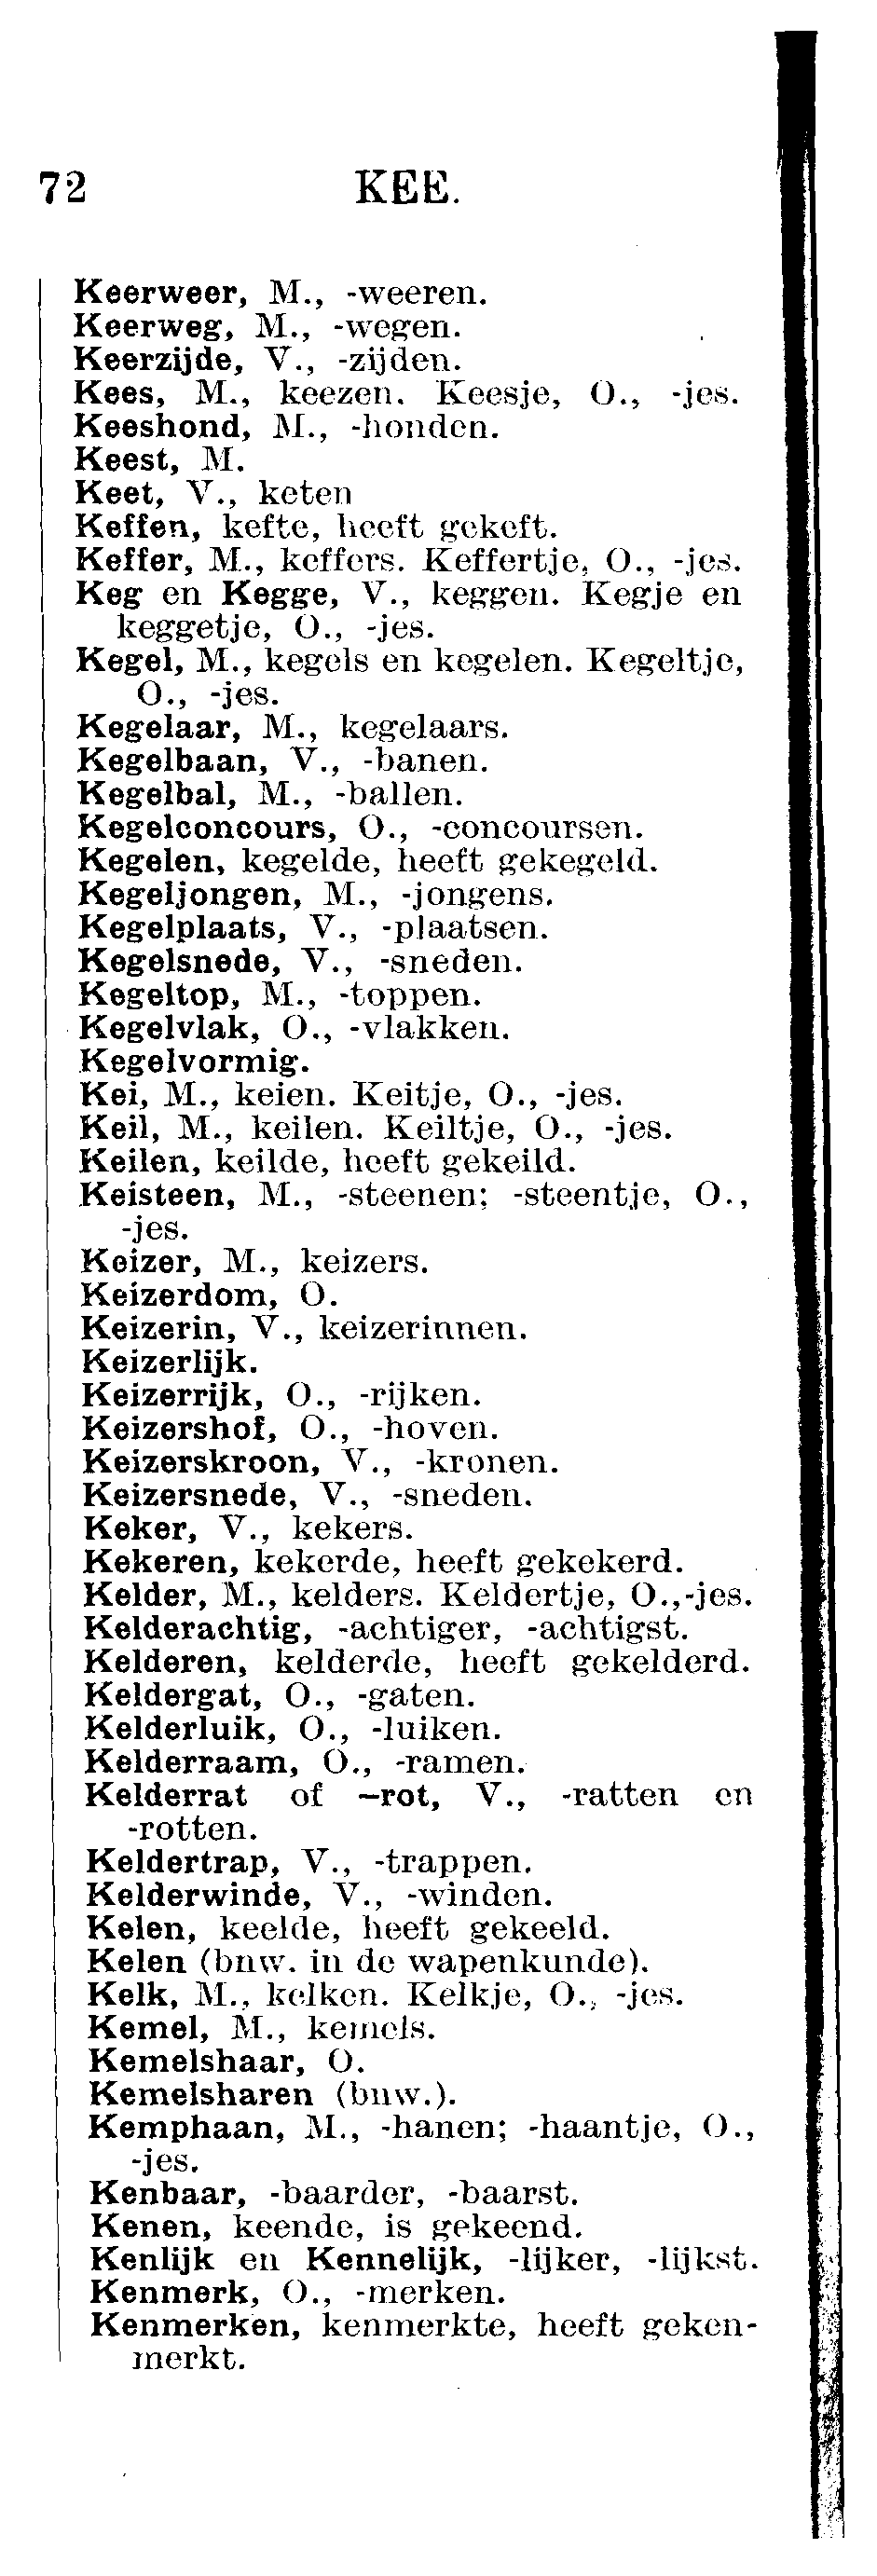 72 KEE.
Keerweer, M., -weeren.
Keerweg, M., -wegen.
Keerzijde, V., -zijden.
Kees, M., keezen. Keesje, O., -jes.
Keeshond, M., -honden.
Keest, M.
Keet, V., keten
Keffen, kefte, heeft gekeft.
Keffer, M., keffers. Keffertje, O., -jes.
Keg en Kegge, V., keggen. Kegje en
keggetje, O., -jes.
Kegel, M., kegels en kegelen. Kegeltje,
O., -jes.
Kegelaar, M., kegelaars.
Kegelbaan, V., -banen.
Kegelbal, M., -ballen.
Kegelconcours, O., -concoursen.
Kegelen, kegelde, heeft gekegeld.
Kegeljongen, M., -jongens.
Kegelplaats, V., -plaatsen.
Kegelsnede, V., -sneden.
Kegeltop, M., -toppen.
Kegelvlak, O., -vlakken.
Kegelvormig.
Kei, M., keien. Keitje, O., -jes.
Keil, M., keilen. Keiltje, O., -jes.
Keilen, keilde, heeft gekeild.
Keisteen, M., -steenen; -steentje, O.,
-jes.
Keizer, M., keizers.
Keizerdom, O.
Keizerin, V., keizerinnen.
Keizerlijk.
Keizerrijk, O., -rijken.
Keizershof, O., -hoven.
Keizerskroon, V., -kronen.
Keizersnede, V., -sneden.
Keker, V., kekers.
Kekeren, kekerde, heeft gekekerd.
Kelder, M., kelders. Keldertje, O.,-jes.
Kelderachtig, -achtiger, -achtigst.
Kelderen, kelderde, heeft gekelderd.
Keldergat, O., -gaten.
Kelderluik, O., -luiken.
Kelderraam, O., -ramen.
Kelderrat of –rot, V., -ratten en
-rotten.
Keldertrap, V., -trappen.
Kelderwinde, V., -winden.
Kelen, keelde, heeft gekeeld.
Kelen (bnw. in de wapenkunde).
Kelk, M., kelken. Kelkje, O., -jes.
Kemel, M., kemels.
Kemelshaar, O.
Kemelsharen (bnw.).
Kemphaan, M., -hanen; -haantje, O.,
-jes.
Kenbaar, -baarder, -baarst.
Kenen, keende, is gekeend.
Kenlijk en Kennelijk, -lijker, -lijkst.
Kenmerk, O., -merken.
Kenmerken, kenmerkte, heeft geken-
merkt.